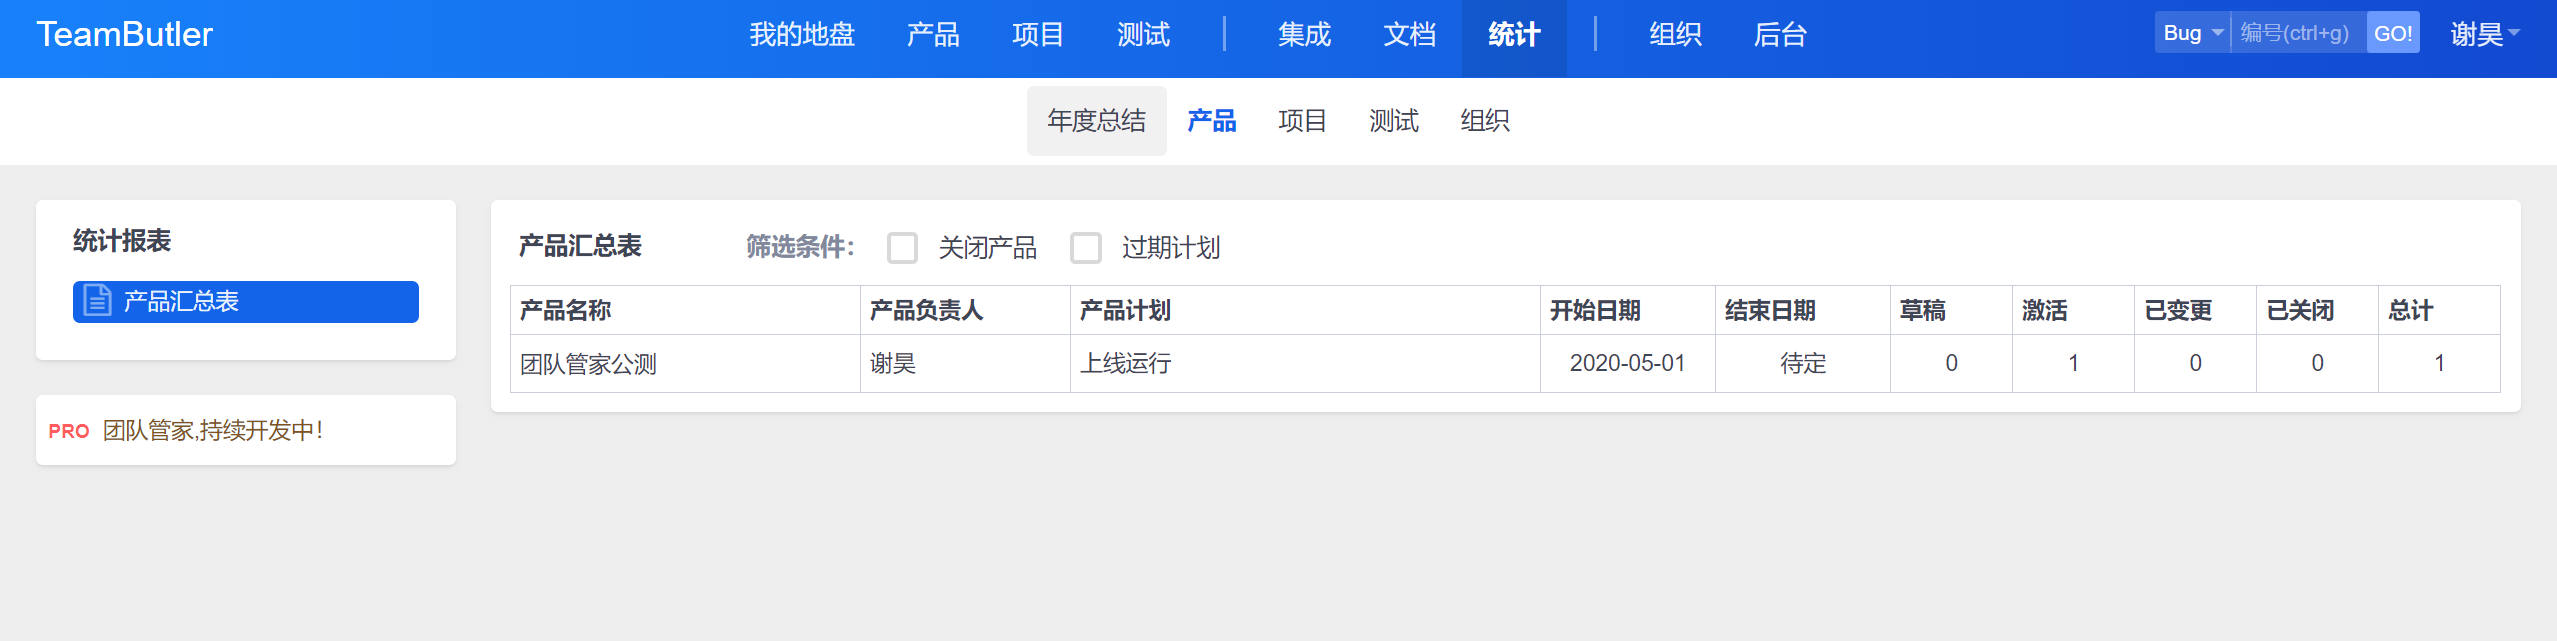 TeamButler 我的地盘 产品 项目 测试 集成 文档 统计 组织 后台 Bug 编号(ctrl+g) GO! 谢昊
年度总结 产品 项目 测试 组织
统计报表
产品汇总表
PRO 团队管家,持续开发中!
产品汇总表 筛选条件: 关闭产品 过期计划
产品名称 产品负责人 产品计划 开始日期 结束日期 草稿 激活 已变更 已关闭 总计
团队管家公测 谢昊 上线运行 2020-05-01 待定 0 1 0 0 1